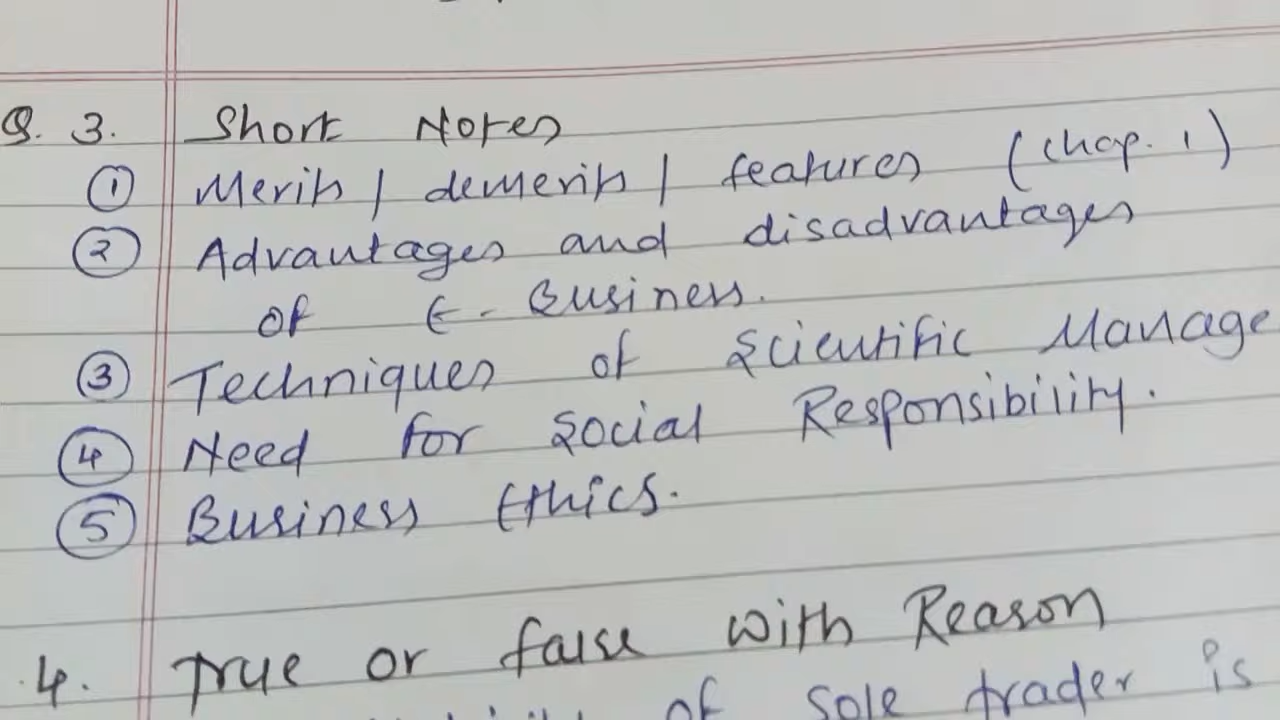 Q. 3. Short Notes
① Merits / demerits / features (Chap. 1)
② Advantages and disadvantages
of E-Business.
③ Techniques of Scientific Manage
④ Need for Social Responsibility.
⑤ Business Ethics.
4. True or false with Reason
of sole trader is